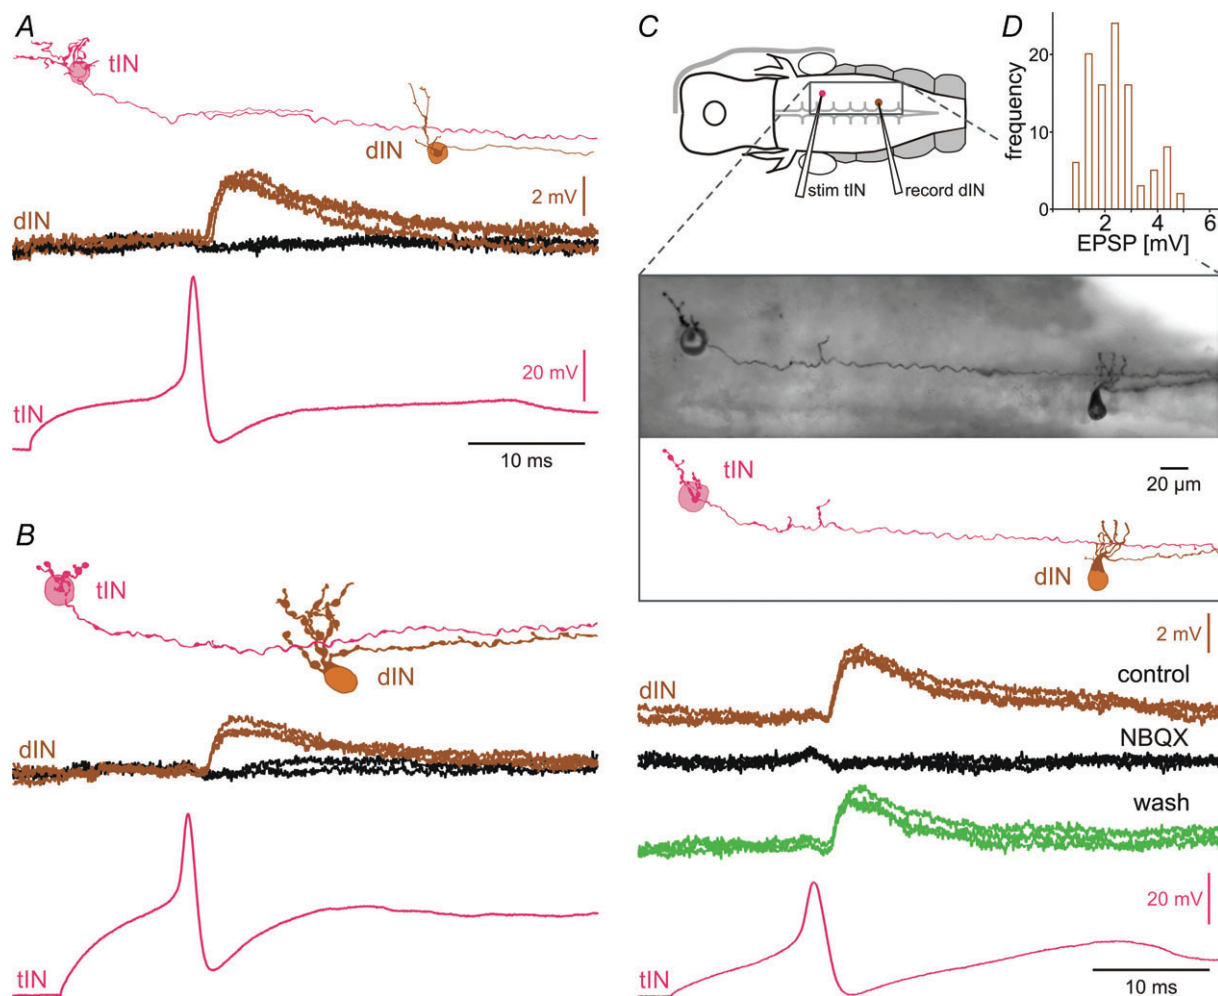 A
tIN
dIN
dIN
2 mV
20 mV
tIN
10 ms
B
tIN
dIN
dIN
tIN
C
stim tIN
record dIN
D
frequency
20
10
0
2
4
6
EPSP [mV]
tIN
20 µm
dIN
2 mV
dIN
control
NBQX
wash
20 mV
tIN
10 ms